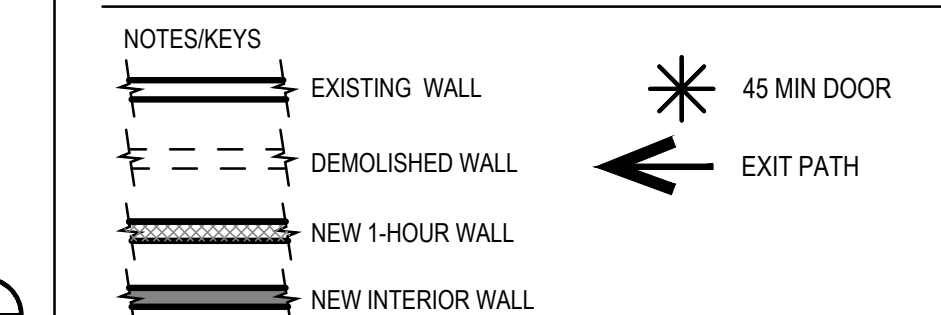 NOTES/KEYS
EXISTING WALL
45 MIN DOOR
DEMOLISHED WALL
EXIT PATH
NEW 1-HOUR WALL
NEW INTERIOR WALL